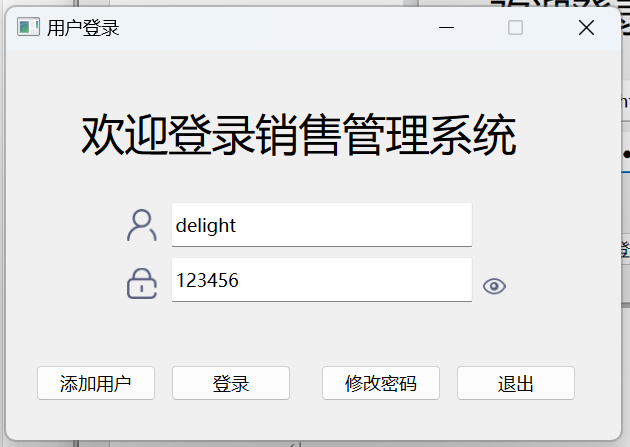 用户登录
欢迎登录销售管理系统
delight
123456
添加用户 登录 修改密码 退出